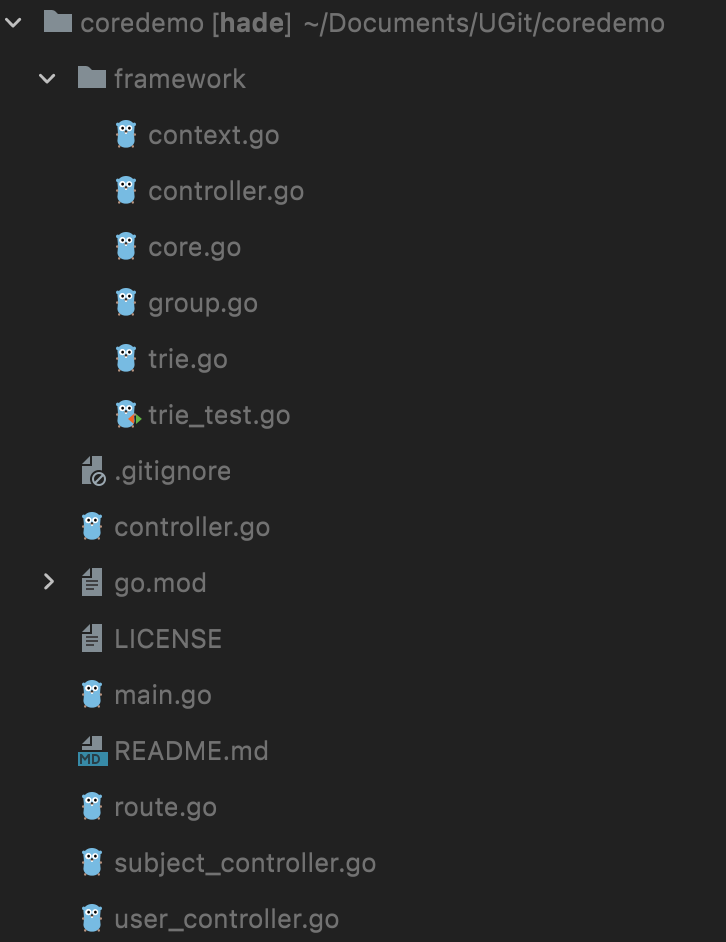 coredemo [hade] ~/Documents/UGit/coredemo
framework
context.go
controller.go
core.go
group.go
trie.go
trie_test.go
.gitignore
controller.go
go.mod
LICENSE
main.go
MD README.md
route.go
subject_controller.go
user_controller.go